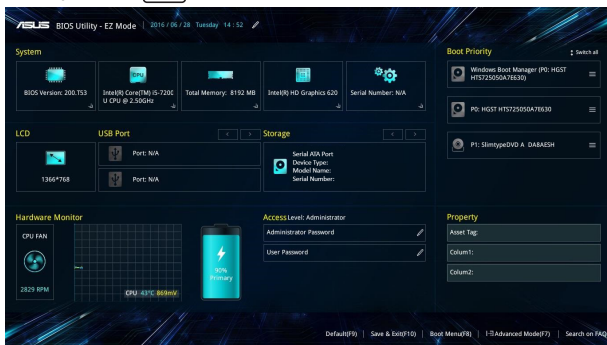 ASUS BIOS Utility - EZ Mode | 2016 / 06 / 28 Tuesday 14 : 52
System
BIOS Version: 200.T53
CPU
Intel(R) Core(TM) i5-7200
U CPU @ 2.50GHz
Total Memory: 8192 MB
Intel(R) HD Graphics 620
Serial Number: N/A
Boot Priority
Switch all
Windows Boot Manager (P0: HGST
HTS725050A7E630)
P0: HGST HTS725050A7E630
P1: SlimtypeDVD A DA8AESH
LCD
1366*768
USB Port
Port: N/A
Port: N/A
Storage
Serial ATA Port
Device Type:
Model Name:
Serial Number:
Hardware Monitor
CPU FAN
2829 RPM
CPU 43°C 869mV
90%
Primary
Access Level: Administrator
Administrator Password
User Password
Property
Asset Tag:
Colum1:
Colum2:
Default(F9) | Save & Exit(F10) | Boot Menu(F8) | Advanced Mode(F7) | Search on FAQ